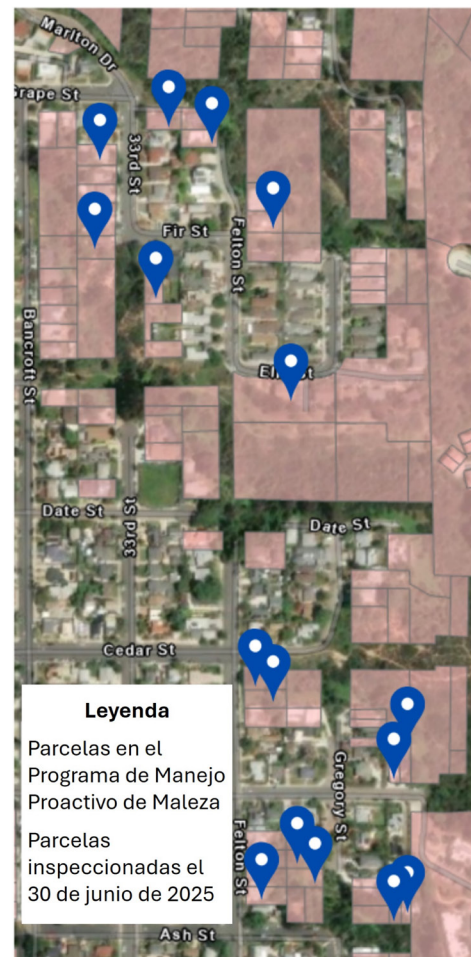 Marlton Dr
Grape St
33rd St
Fir St
Felton St
Bancroft St
Date St
33rd St
Date St
Cedar St
Leyenda
Parcelas en el
Programa de Manejo
Proactivo de Maleza
Parcelas
inspeccionadas el
30 de junio de 2025
Gregory St
Felton St
Ash St